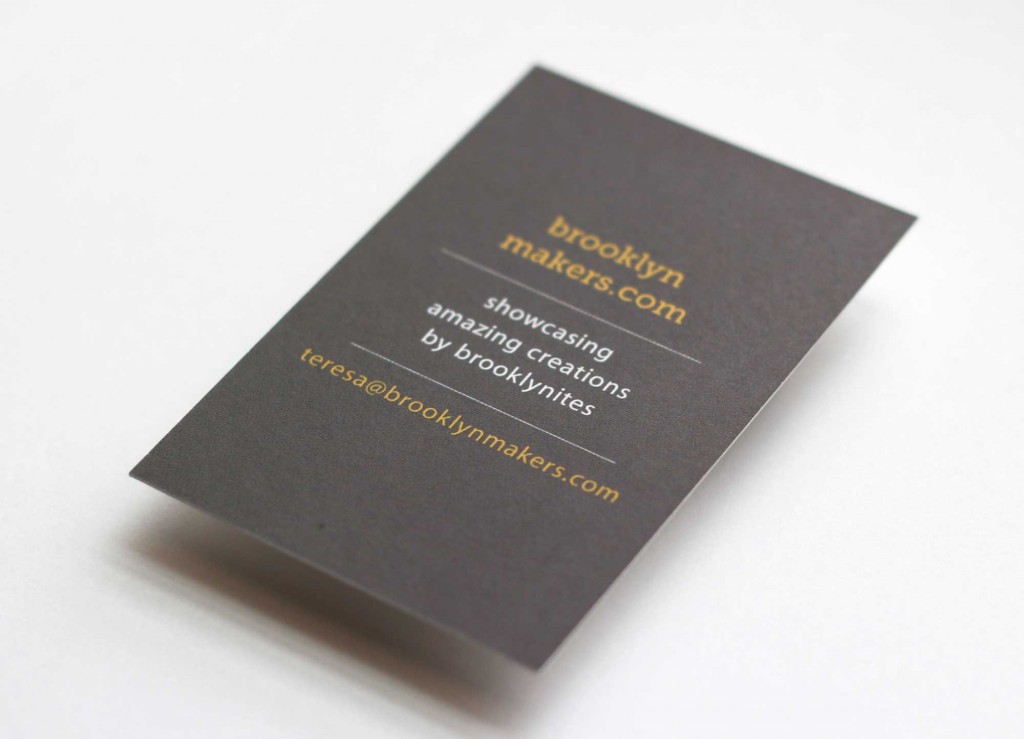 brooklyn
makers.com
showcasing
amazing creations
by brooklynites
teresa@brooklynmakers.com